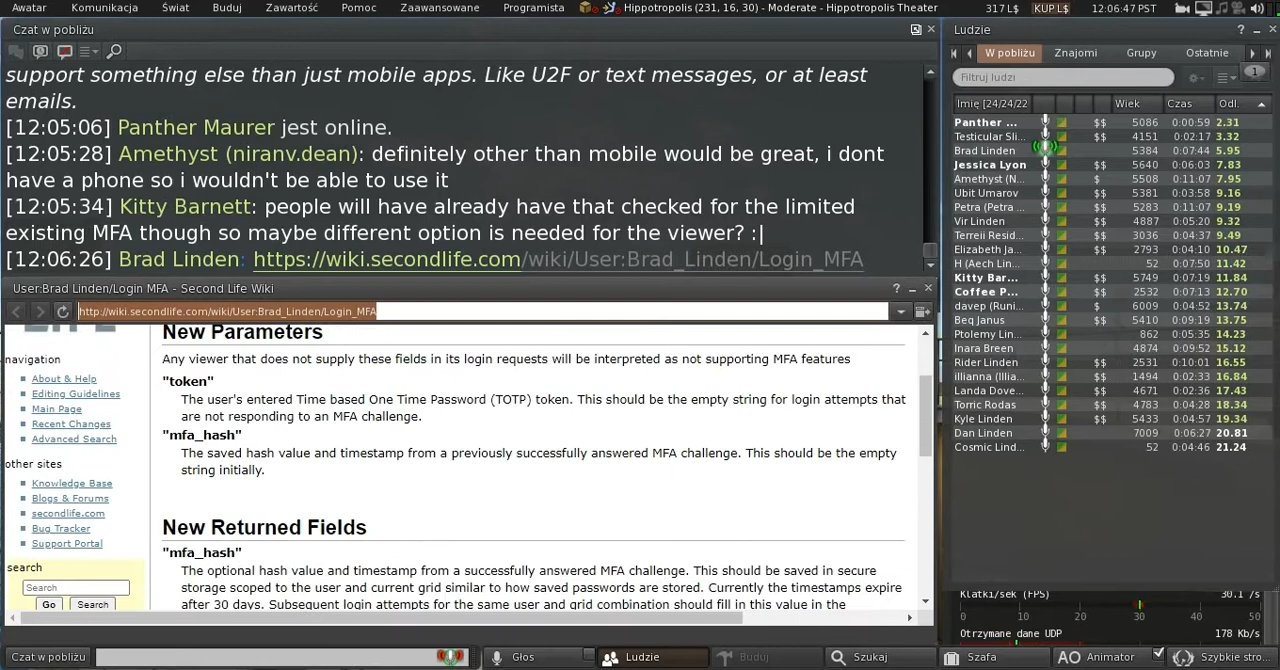 Awatar Komunikacja Świat Buduj Zawartość Pomoc Zaawansowane Programista Hippotropolis (231, 16, 30) - Moderate - Hippotropolis Theater 317 L$ KUP L$ 12:06:47 PST
Czat w pobliżu
support something else than just mobile apps. Like U2F or text messages, or at least
emails.
[12:05:06] Panther Maurer jest online.
[12:05:28] Amethyst (niranv.dean): definitely other than mobile would be great, i dont
have a phone so i wouldn't be able to use it
[12:05:34] Kitty Barnett: people will have already have that checked for the limited
existing MFA though so maybe different option is needed for the viewer? :|
[12:06:26] Brad Linden: https://wiki.secondlife.com/wiki/User:Brad_Linden/Login_MFA
User:Brad Linden/Login MFA - Second Life Wiki
http://wiki.secondlife.com/wiki/User:Brad_Linden/Login_MFA
navigation
About & Help
Editing Guidelines
Main Page
Recent Changes
Advanced Search
other sites
Knowledge Base
Blogs & Forums
secondlife.com
Bug Tracker
Support Portal
search
Search
Go Search
New Parameters
Any viewer that does not supply these fields in its login requests will be interpreted as not supporting MFA features
"token"
The user's entered Time based One Time Password (TOTP) token. This should be the empty string for login attempts that
are not responding to an MFA challenge.
"mfa_hash"
The saved hash value and timestamp from a previously successfully answered MFA challenge. This should be the empty
string initially.
New Returned Fields
"mfa_hash"
The optional hash value and timestamp from a successfully answered MFA challenge. This should be saved in secure
storage scoped to the user and current grid similar to how saved passwords are stored. Currently the timestamps expire
after 30 days. Subsequent login attempts for the same user and grid combination should fill in this value in the
Ludzie
W pobliżu Znajomi Grupy Ostatnie
Filtruj ludzi 1
Imię [24/24/22 Wiek Czas Odl.
Panther ... $$ 5086 0:00:59 2.31
Testicular Sli... $$ 4151 0:02:17 3.32
Brad Linden 5384 0:07:44 5.95
Jessica Lyon $$ 5640 0:06:03 7.83
Amethyst (N... $ 5508 0:11:07 7.95
Ubit Umarov $$ 5381 0:03:58 9.16
Petra (Petra ... $$ 5283 0:11:07 9.19
Vir Linden $$ 4887 0:05:20 9.32
Terreii Resid... $$ 3036 0:04:37 9.49
Elizabeth Ja... $$ 2793 0:04:10 10.47
H (Aech Lin... 52 0:07:50 11.42
Kitty Bar... $$ 5749 0:07:19 11.84
Coffee P... $$ 2532 0:07:13 12.70
davep (Runi... $ 6009 0:04:52 13.74
Beq Janus $$ 5410 0:09:19 13.75
Ptolemy Lin... 862 0:05:35 14.23
Inara Breen 4874 0:09:52 15.12
Rider Linden $$ 2531 0:10:01 16.55
illianna (Illia... $$ 1494 0:02:33 16.84
Landa Dove... $$ 4671 0:02:36 17.43
Torric Rodas $$ 4783 0:04:28 18.34
Kyle Linden $$ 5433 0:04:57 19.34
Dan Linden 7009 0:06:27 20.81
Cosmic Lind... 52 0:04:46 21.24
Klatki/sek (FPS) 30.1 /s
0 10 20 30 40 50
Otrzymane dane UDP 178 Kb/s
Czat w pobliżu Głos Ludzie Buduj Szukaj Szafa AO Animator Szybkie stro...